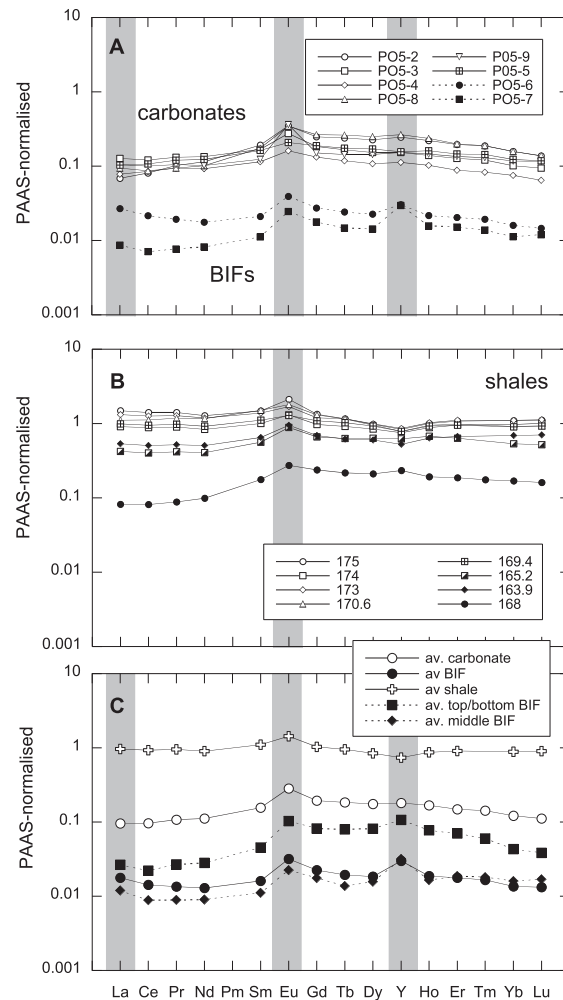 10
A
PO5-2 P05-9
PO5-3 P05-5
PO5-4 PO5-6
PO5-8 PO5-7
1
carbonates
0.1
PAAS-normalised
0.01
BIFs
0.001
10
B
shales
1
0.1
PAAS-normalised
0.01
175 169.4
174 165.2
173 163.9
170.6 168
0.001
10
C
av. carbonate
av BIF
av shale
av. top/bottom BIF
av. middle BIF
1
0.1
PAAS-normalised
0.01
0.001
La Ce Pr Nd Pm Sm Eu Gd Tb Dy Y Ho Er Tm Yb Lu